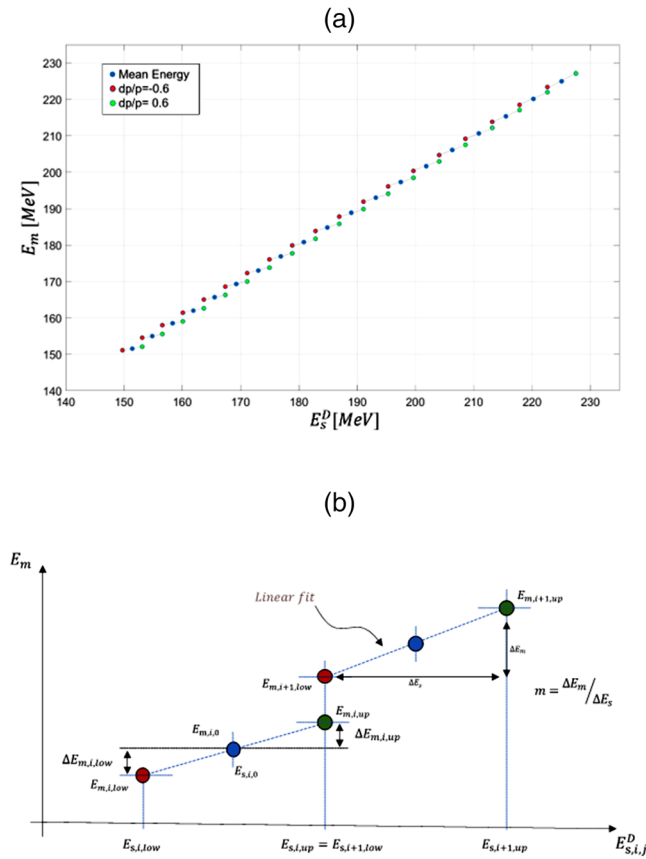 (a)
230
220
210
200
190
180
170
160
150
140
E_m [MeV]
Mean Energy
dp/p=-0.6
dp/p= 0.6
140 150 160 170 180 190 200 210 220 230
E_s^D [MeV]
(b)
E_m
Linear fit
E_m,i+1,up
ΔE_m
E_m,i+1,low
ΔE_s
m = ΔE_m/ΔE_s
E_m,i,up
E_m,i,0
ΔE_m,i,low
ΔE_m,i,up
E_s,i,0
E_m,i,low
E_s,i,low
E_s,i,up = E_s,i+1,low
E_s,i+1,up
E_s,i,j^D